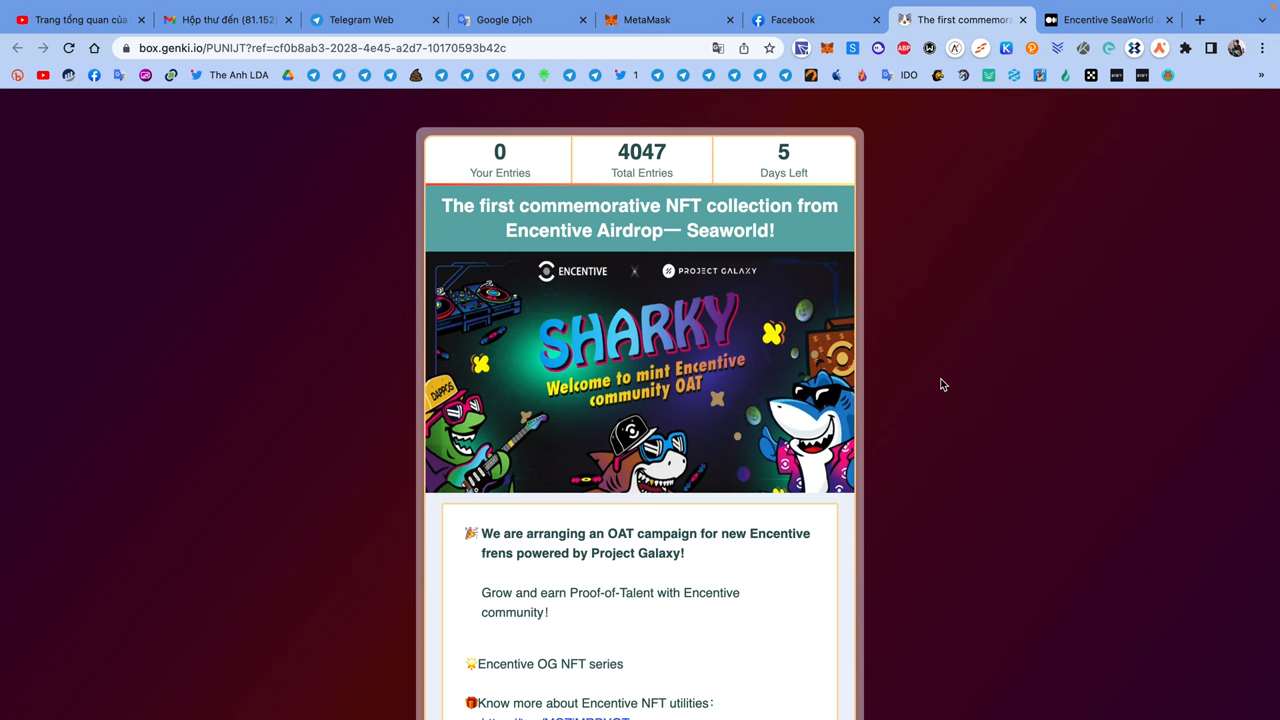 Trang tổng quan của
Hộp thư đến (81.152)
Telegram Web
Google Dịch
MetaMask
Facebook
The first commemora
Encentive SeaWorld
box.genki.io/PUNIJT?ref=cf0b8ab3-2028-4e45-a2d7-10170593b42c
The Anh LDA
1
IDO
0
4047
5
Your Entries
Total Entries
Days Left
The first commemorative NFT collection from
Encentive Airdrop— Seaworld!
ENCENTIVE X PROJECT GALAXY
SHARKY
Welcome to mint Encentive
community OAT
DAPPOS
🎉 We are arranging an OAT campaign for new Encentive
frens powered by Project Galaxy!
Grow and earn Proof-of-Talent with Encentive
community!
🌟Encentive OG NFT series
🎁Know more about Encentive NFT utilities: